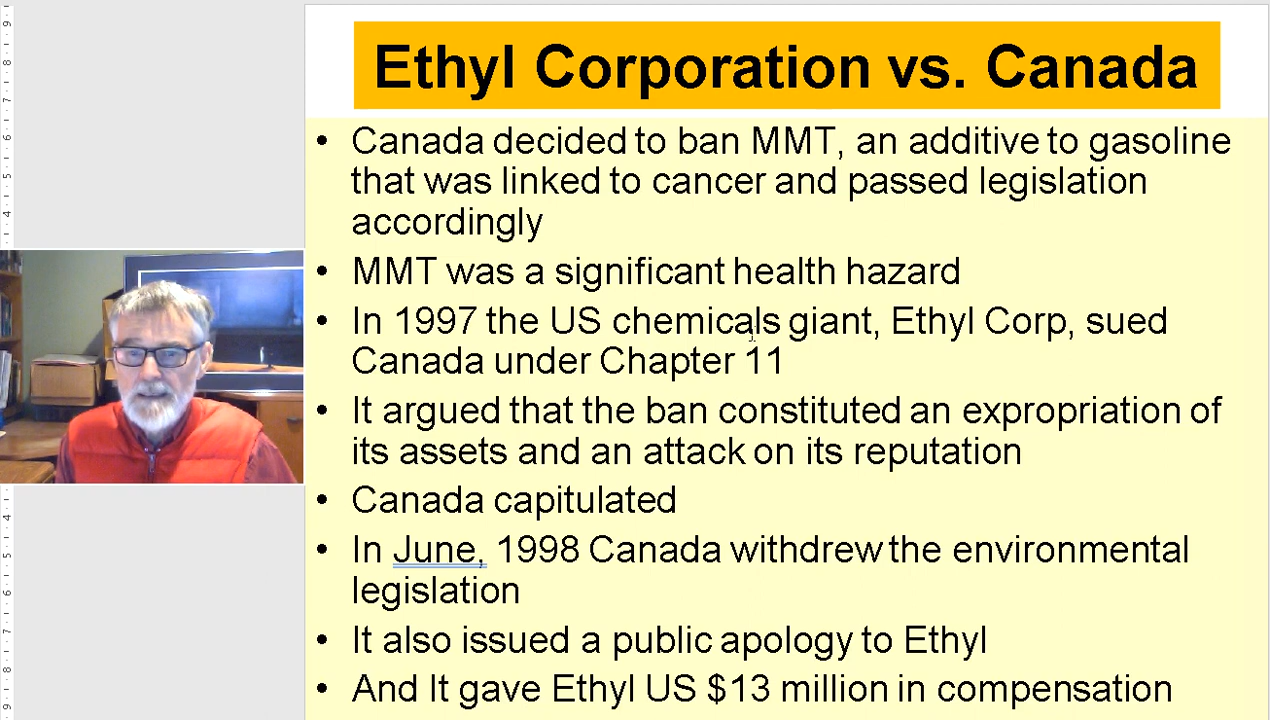 Ethyl Corporation vs. Canada
• Canada decided to ban MMT, an additive to gasoline
that was linked to cancer and passed legislation
accordingly
• MMT was a significant health hazard
• In 1997 the US chemicals giant, Ethyl Corp, sued
Canada under Chapter 11
• It argued that the ban constituted an expropriation of
its assets and an attack on its reputation
• Canada capitulated
• In June, 1998 Canada withdrew the environmental
legislation
• It also issued a public apology to Ethyl
• And It gave Ethyl US $13 million in compensation